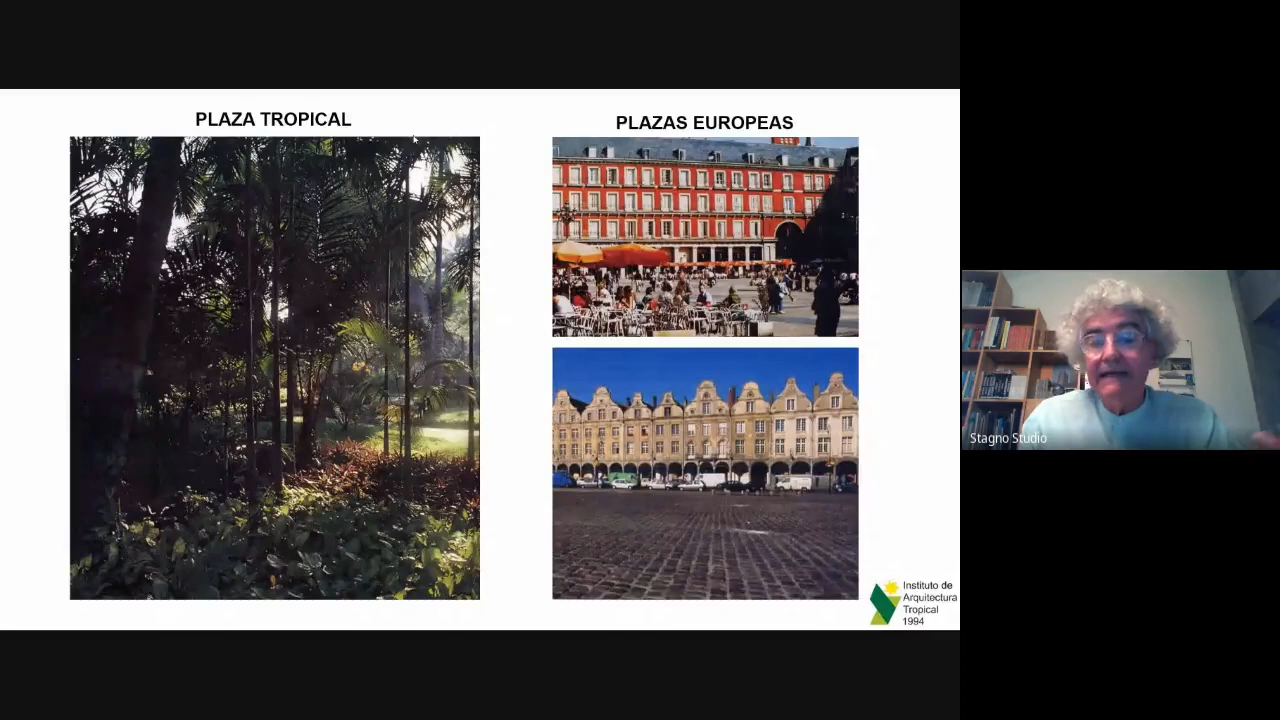 PLAZA TROPICAL
PLAZAS EUROPEAS
Instituto de
Arquitectura
Tropical
1994
Stagno Studio